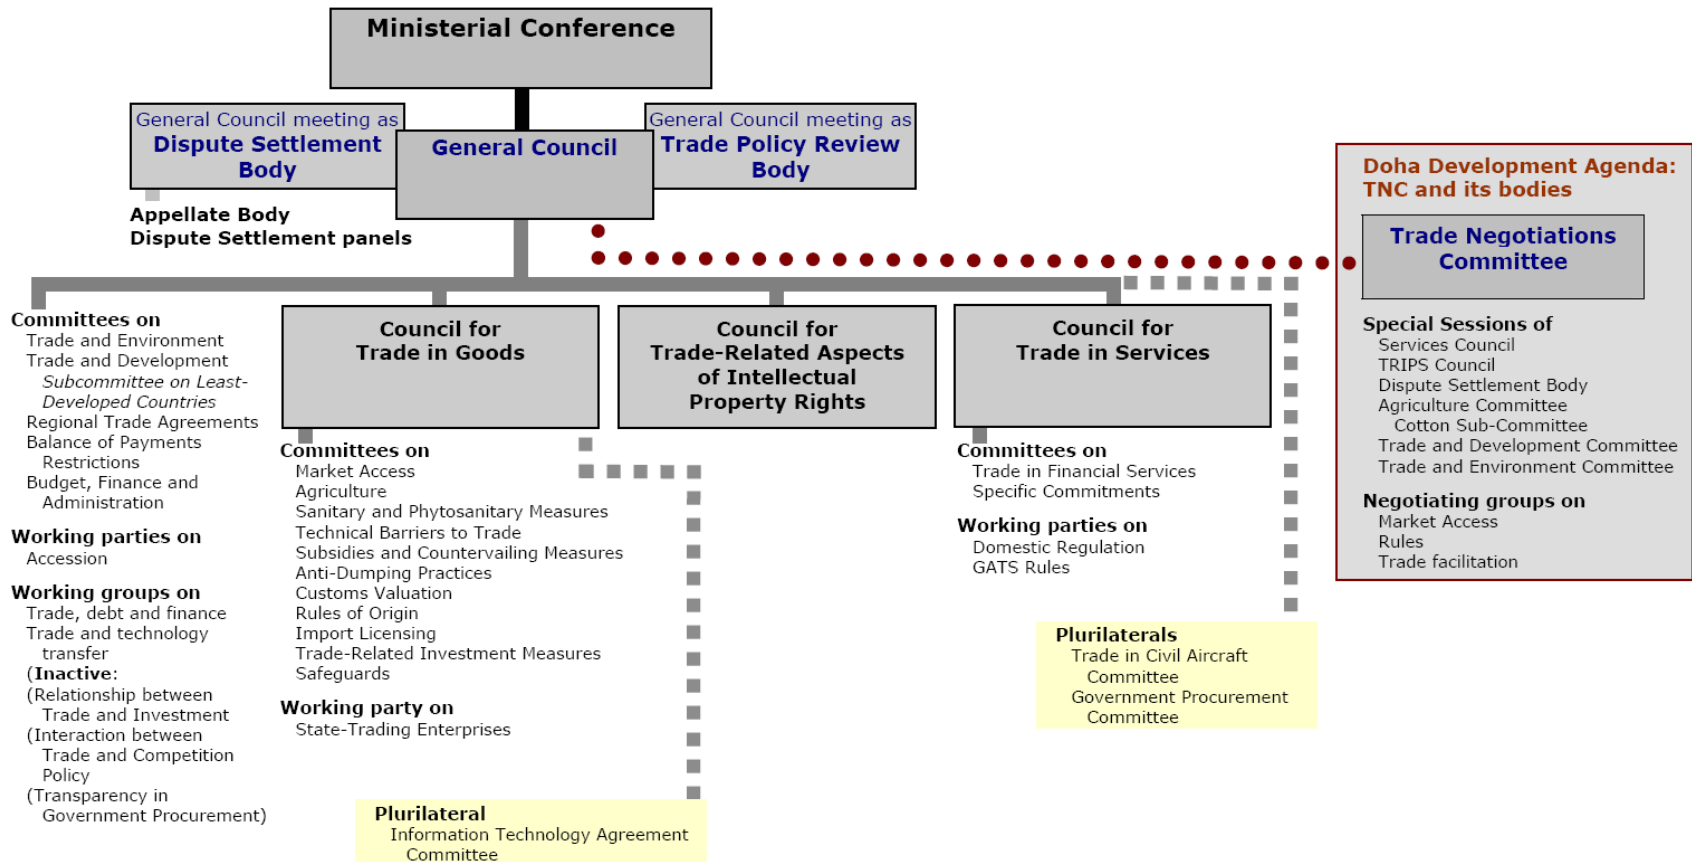 Ministerial Conference
General Council meeting as
Dispute Settlement
Body
General Council
General Council meeting as
Trade Policy Review
Body
Appellate Body
Dispute Settlement panels
Doha Development Agenda:
TNC and its bodies
Trade Negotiations
Committee
Special Sessions of
Services Council
TRIPS Council
Dispute Settlement Body
Agriculture Committee
Cotton Sub-Committee
Trade and Development Committee
Trade and Environment Committee
Negotiating groups on
Market Access
Rules
Trade facilitation
Committees on
Trade and Environment
Trade and Development
Subcommittee on Least-
Developed Countries
Regional Trade Agreements
Balance of Payments
Restrictions
Budget, Finance and
Administration
Working parties on
Accession
Working groups on
Trade, debt and finance
Trade and technology
transfer
(Inactive:
(Relationship between
Trade and Investment
(Interaction between
Trade and Competition
Policy
(Transparency in
Government Procurement)
Council for
Trade in Goods
Committees on
Market Access
Agriculture
Sanitary and Phytosanitary Measures
Technical Barriers to Trade
Subsidies and Countervailing Measures
Anti-Dumping Practices
Customs Valuation
Rules of Origin
Import Licensing
Trade-Related Investment Measures
Safeguards
Working party on
State-Trading Enterprises
Plurilateral
Information Technology Agreement
Committee
Council for
Trade-Related Aspects
of Intellectual
Property Rights
Council for
Trade in Services
Committees on
Trade in Financial Services
Specific Commitments
Working parties on
Domestic Regulation
GATS Rules
Plurilaterals
Trade in Civil Aircraft
Committee
Government Procurement
Committee